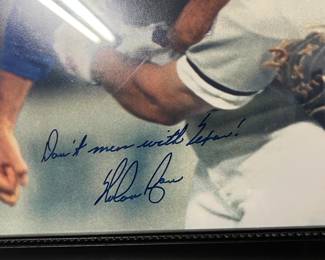 Don't mess with Texas!
Nolan Ryan